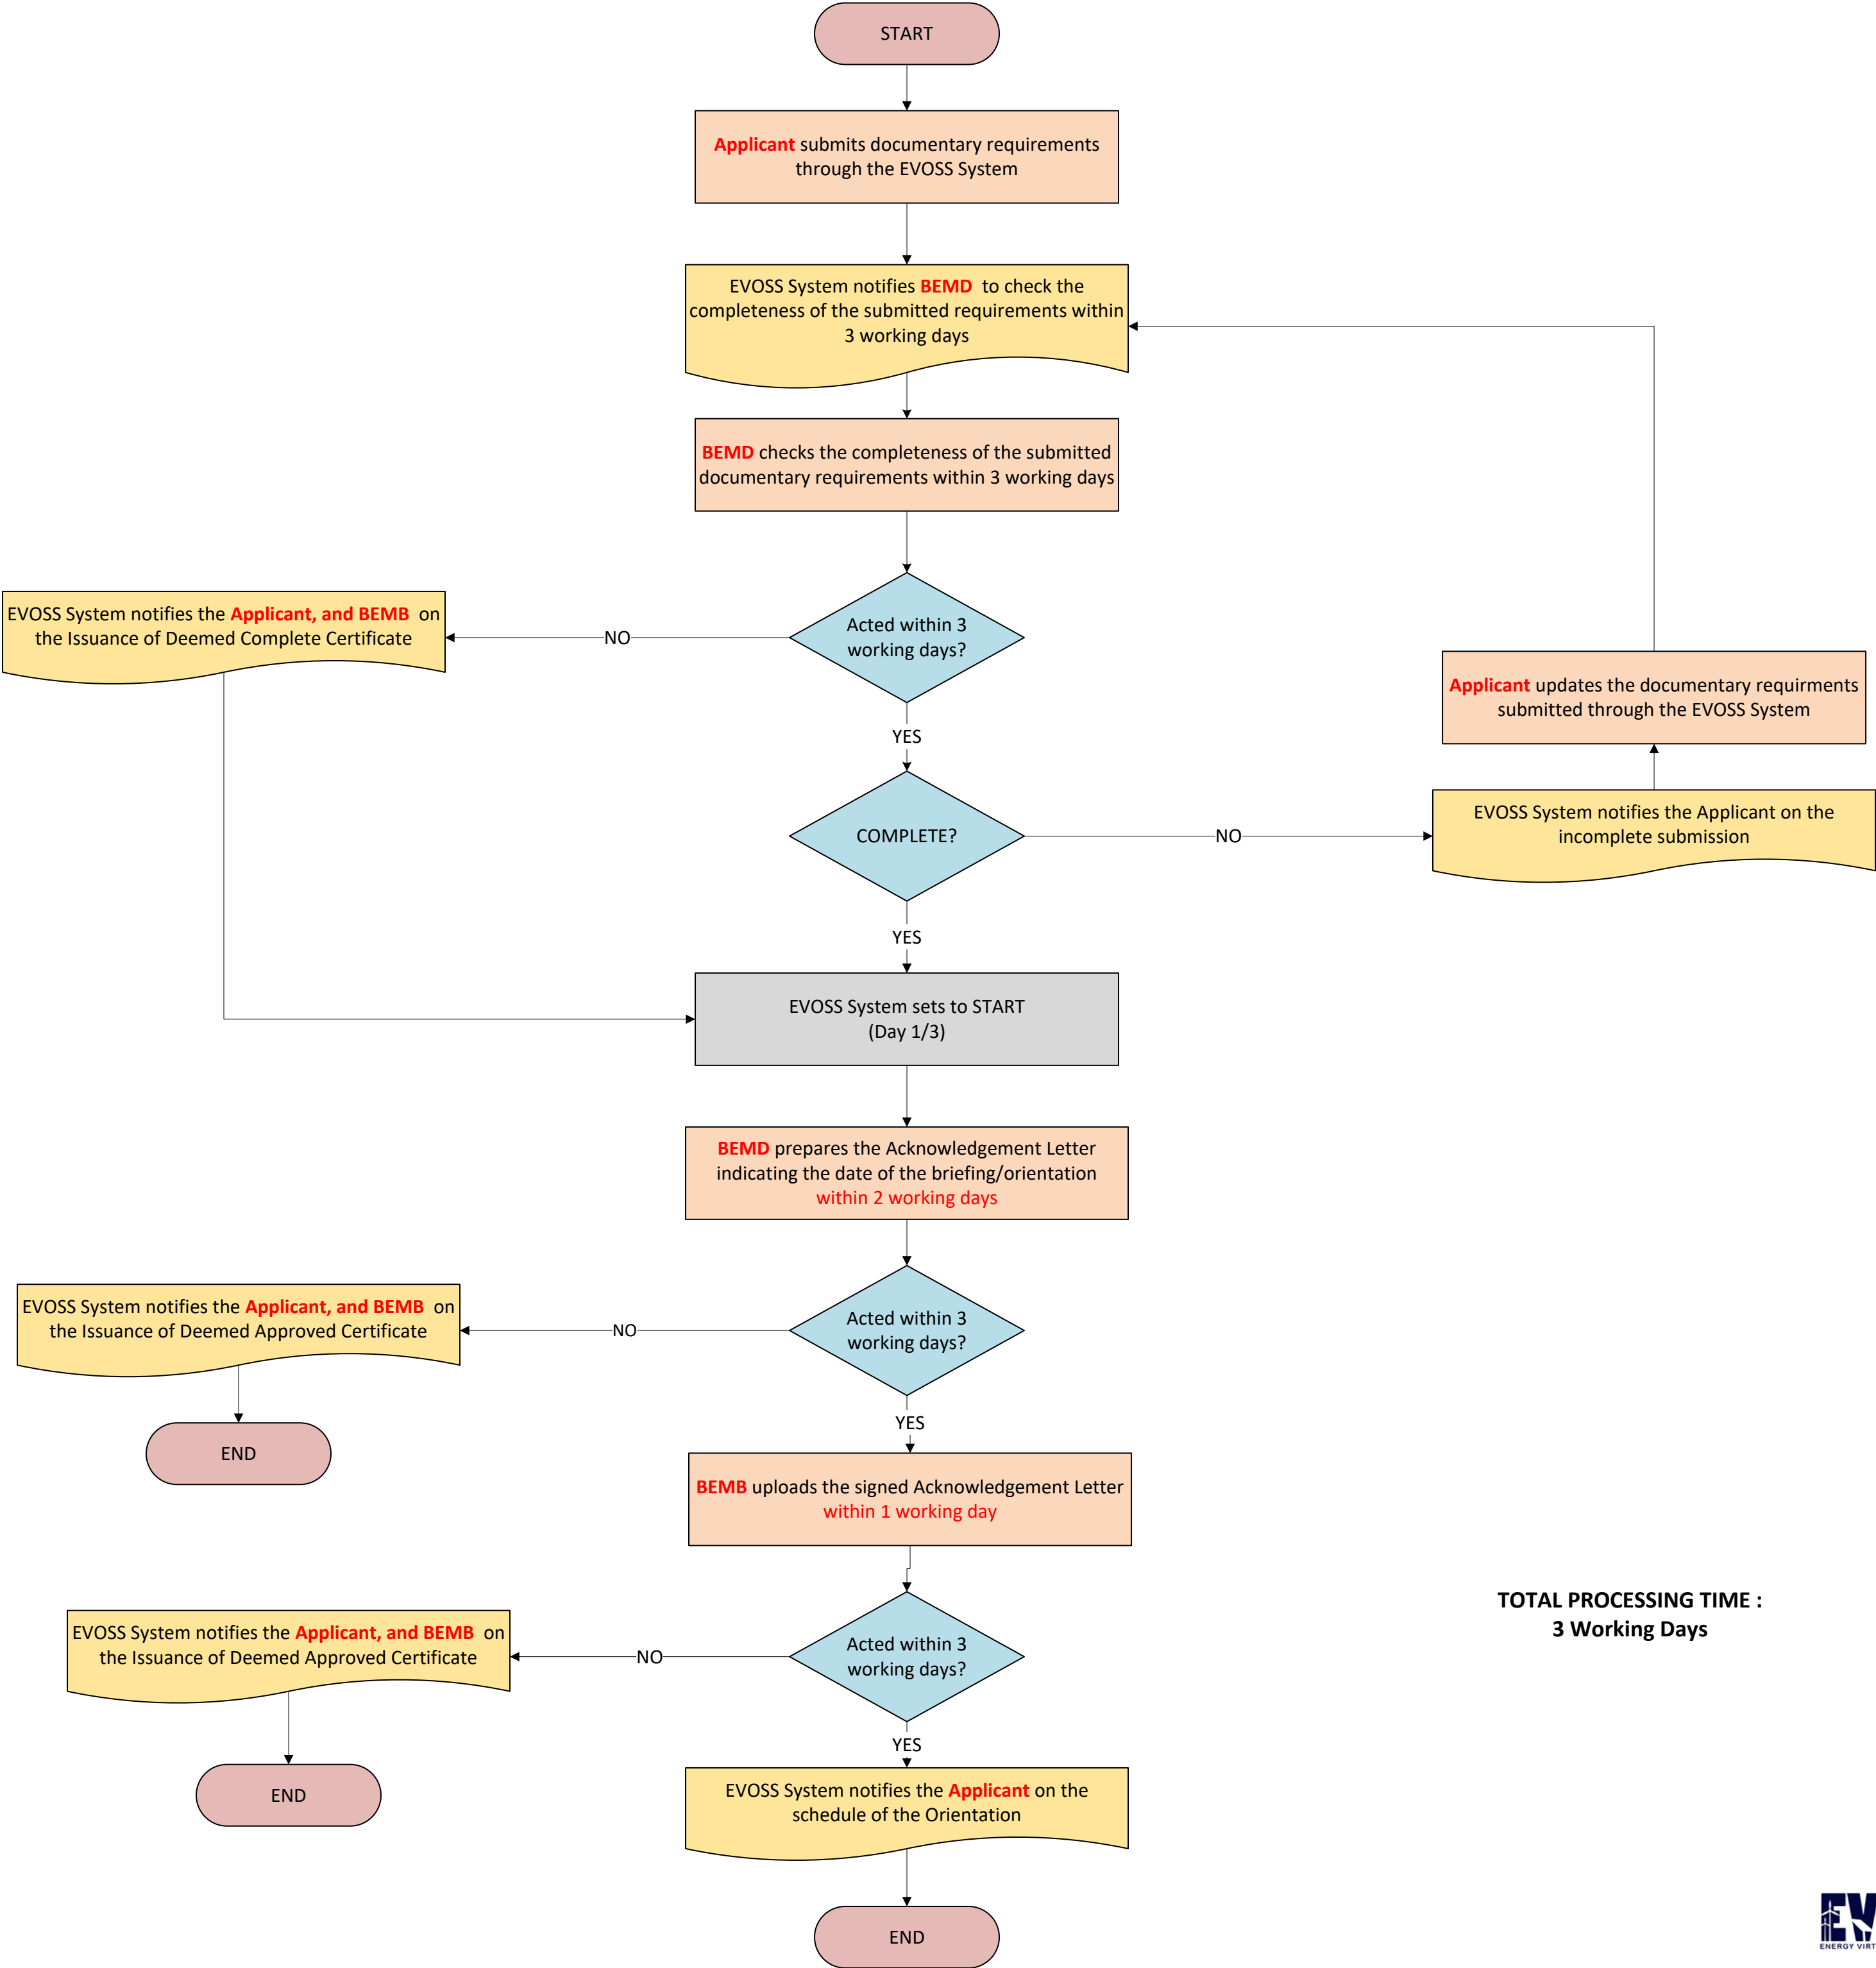 START
Applicant submits documentary requirements
through the EVOSS System
EVOSS System notifies BEMD to check the
completeness of the submitted requirements within
3 working days
BEMD checks the completeness of the submitted
documentary requirements within 3 working days
Acted within 3
working days?
NO
EVOSS System notifies the Applicant, and BEMB on
the Issuance of Deemed Complete Certificate
YES
Applicant updates the documentary requirments
submitted through the EVOSS System
COMPLETE?
NO
EVOSS System notifies the Applicant on the
incomplete submission
YES
EVOSS System sets to START
(Day 1/3)
BEMD prepares the Acknowledgement Letter
indicating the date of the briefing/orientation
within 2 working days
Acted within 3
working days?
NO
EVOSS System notifies the Applicant, and BEMB on
the Issuance of Deemed Approved Certificate
END
YES
BEMB uploads the signed Acknowledgement Letter
within 1 working day
TOTAL PROCESSING TIME :
3 Working Days
Acted within 3
working days?
NO
EVOSS System notifies the Applicant, and BEMB on
the Issuance of Deemed Approved Certificate
END
YES
EVOSS System notifies the Applicant on the
schedule of the Orientation
END
EV
ENERGY VIRT